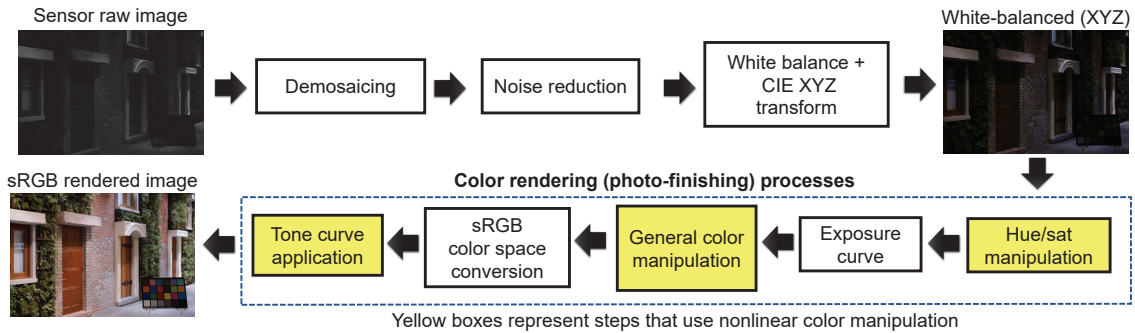 Sensor raw image
Demosaicing
Noise reduction
White balance +
CIE XYZ
transform
White-balanced (XYZ)
sRGB rendered image
Color rendering (photo-finishing) processes
Tone curve
application
sRGB
color space
conversion
General color
manipulation
Exposure
curve
Hue/sat
manipulation
Yellow boxes represent steps that use nonlinear color manipulation